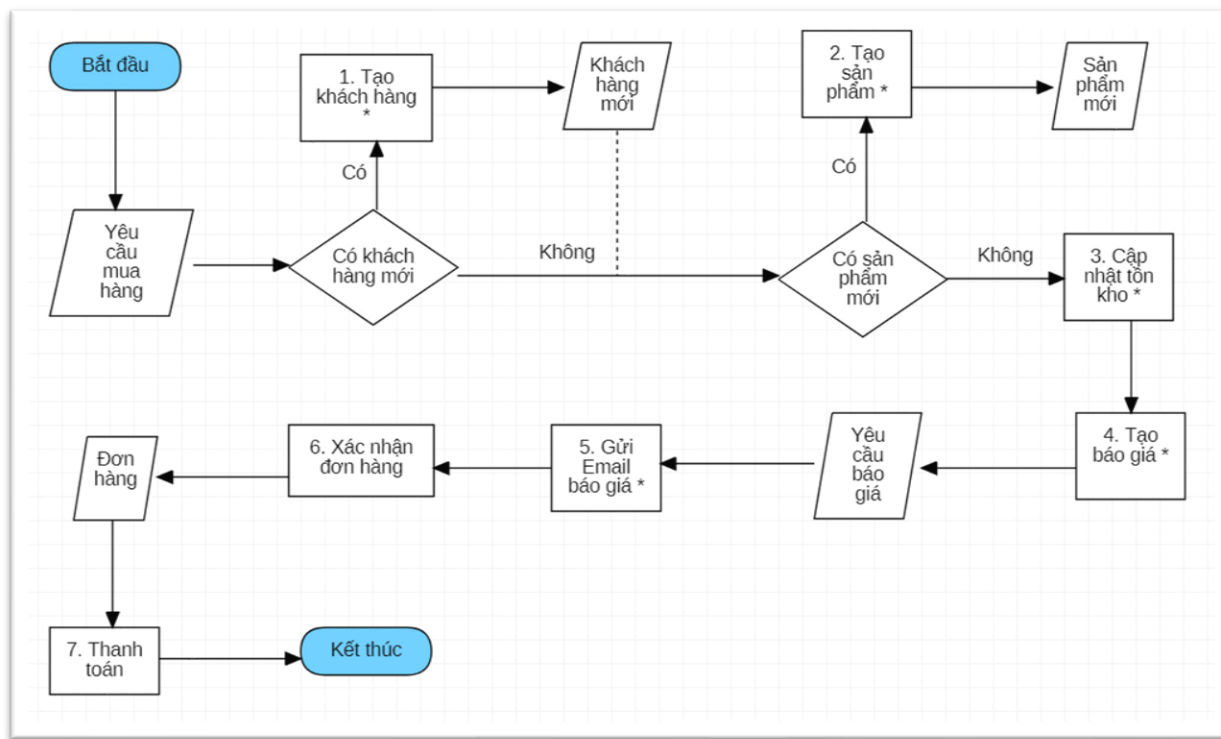 Bắt đầu
1. Tạo
khách hàng
*
Khách
hàng
mới
2. Tạo
sản
phẩm *
Sản
phẩm
mới
Có
Có
Yêu
cầu
mua
hàng
Có khách
hàng mới
Không
Có sản
phẩm
mới
Không
3. Cập
nhật tồn
kho *
Đơn
hàng
6. Xác nhận
đơn hàng
5. Gửi
Email
báo giá *
Yêu
cầu
báo
giá
4. Tạo
báo giá *
7. Thanh
toán
Kết thúc